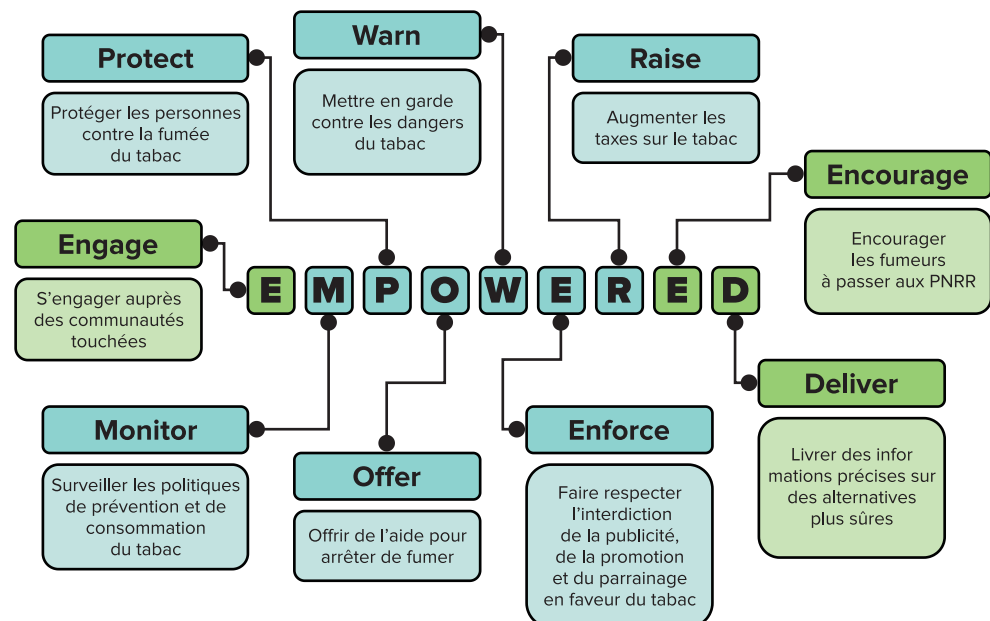 Protect
Protéger les personnes
contre la fumée
du tabac
Warn
Mettre en garde
contre les dangers
du tabac
Raise
Augmenter les
taxes sur le tabac
Encourage
Encourager
les fumeurs
à passer aux PNRR
Engage
S'engager auprès
des communautés
touchées
EMPOWERED
Monitor
Surveiller les politiques
de prévention et de
consommation
du tabac
Offer
Offrir de l'aide pour
arrêter de fumer
Enforce
Faire respecter
l'interdiction
de la publicité,
de la promotion
et du parrainage
en faveur du tabac
Deliver
Livrer des infor
mations précises sur
des alternatives
plus sûres